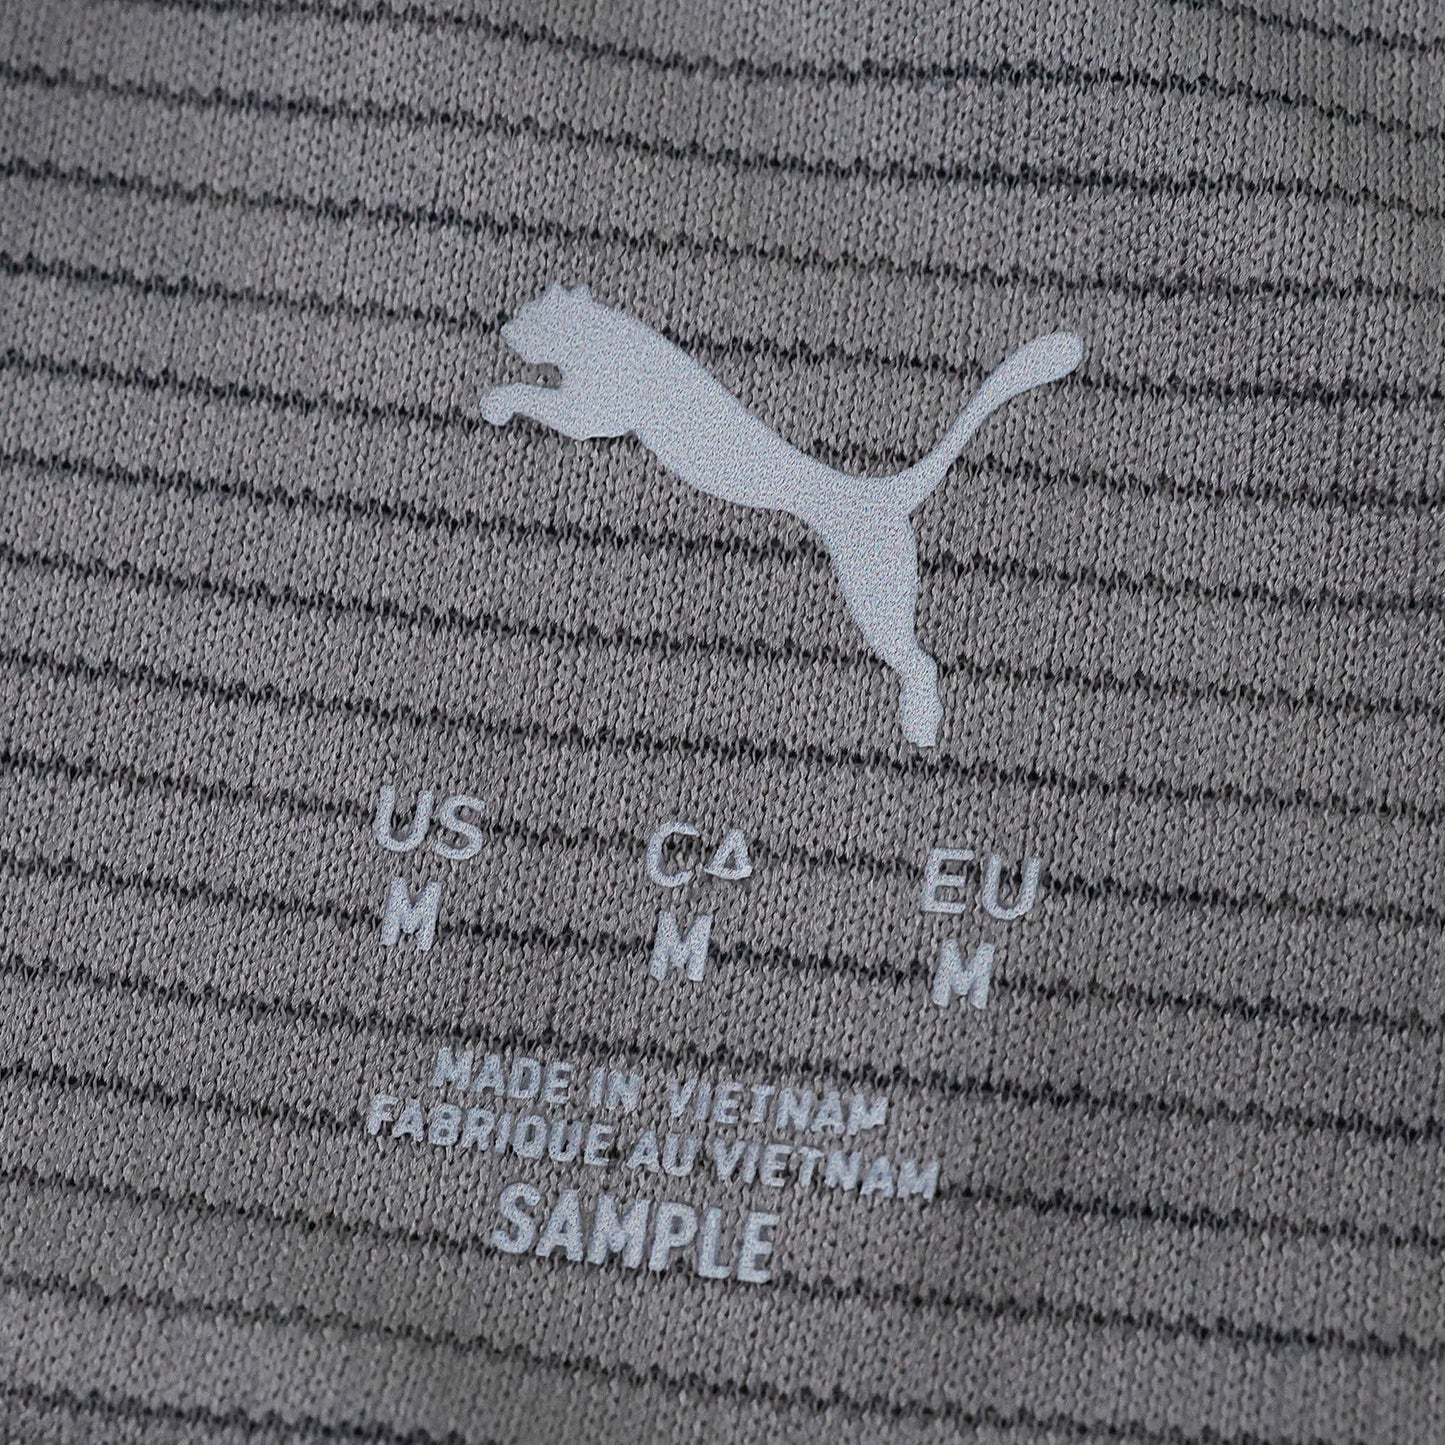 US CA EU
M M M
MADE IN VIETNAM
FABRIQUE AU VIETNAM
SAMPLE